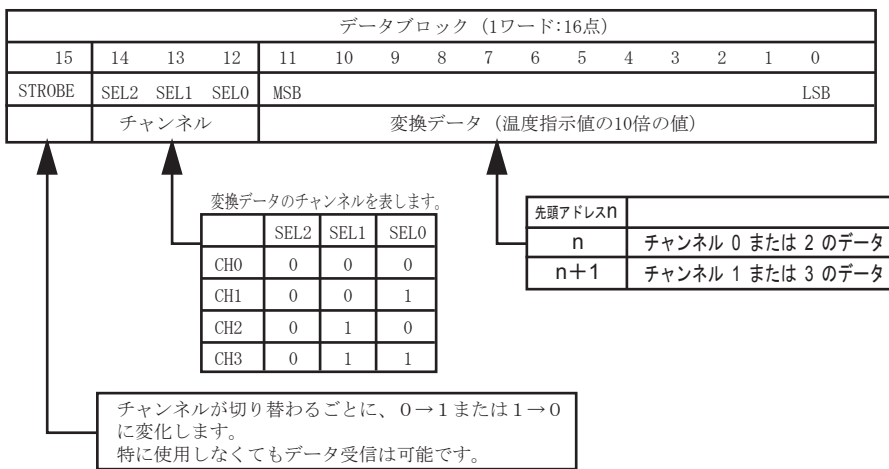 データブロック (1ワード:16点)
15 14 13 12 11 10 9 8 7 6 5 4 3 2 1 0
STROBE SEL2 SEL1 SEL0 MSB LSB
チャンネル 変換データ (温度指示値の10倍の値)
変換データのチャンネルを表します。
SEL2 SEL1 SEL0
CH0 0 0 0
CH1 0 0 1
CH2 0 1 0
CH3 0 1 1
先頭アドレスn
n チャンネル 0 または 2 のデータ
n+1 チャンネル 1 または 3 のデータ
チャンネルが切り替わるごとに、0→1または1→0
に変化します。
特に使用しなくてもデータ受信は可能です。